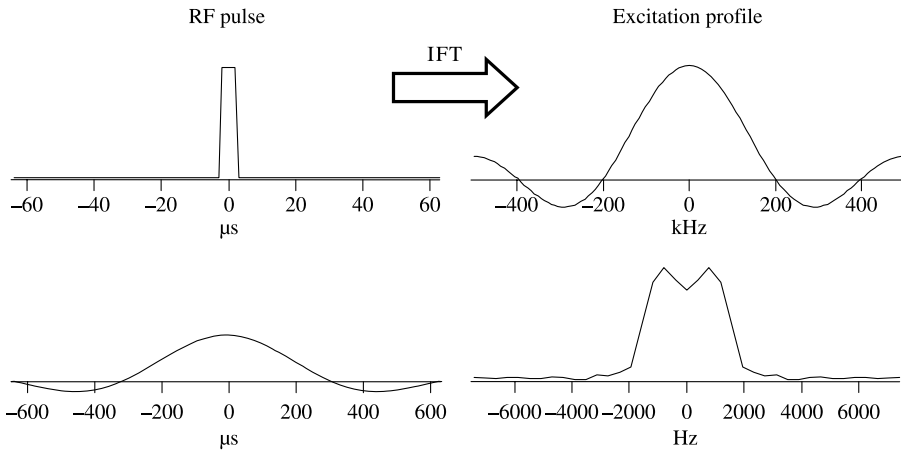 RF pulse
Excitation profile
IFT
−60 −40 −20 0 20 40 60
µs
−400 −200 0 200 400
kHz
−600 −400 −200 0 200 400 600
µs
−6000 −4000 −2000 0 2000 4000 6000
Hz